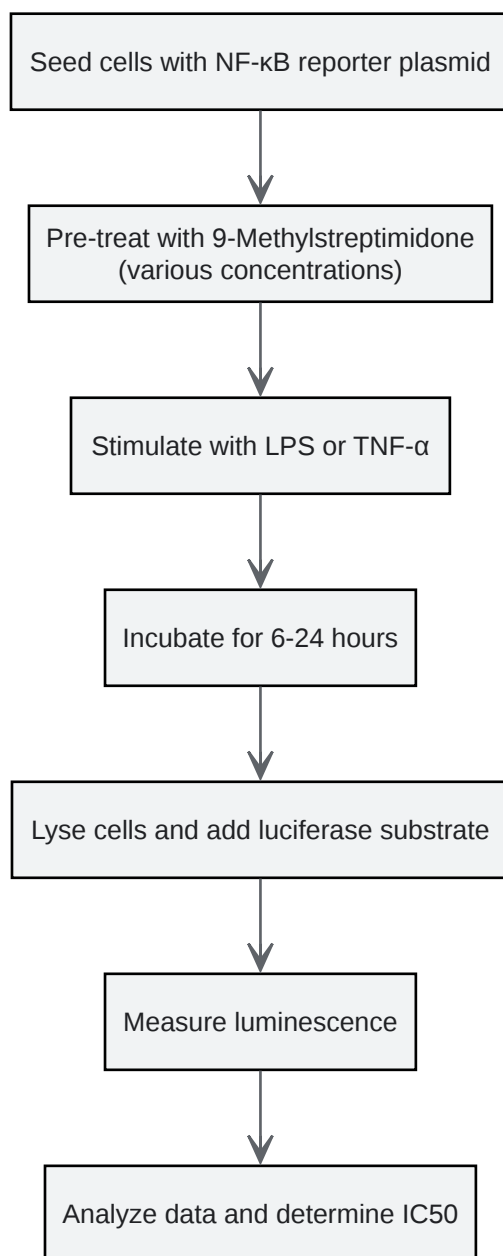 Seed cells with NF-κB reporter plasmid
Pre-treat with 9-Methylstreptimidone
(various concentrations)
Stimulate with LPS or TNF-α
Incubate for 6-24 hours
Lyse cells and add luciferase substrate
Measure luminescence
Analyze data and determine IC50